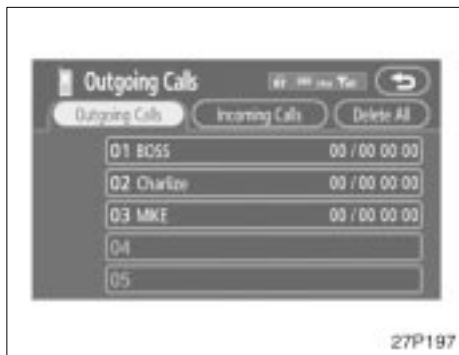 Outgoing Calls
Outgoing Calls Incoming Calls Delete All
01 BOSS 00 / 00 00:00
02 Charlize 00 / 00 00:00
03 MIKE 00 / 00 00:00
04
05
27P197